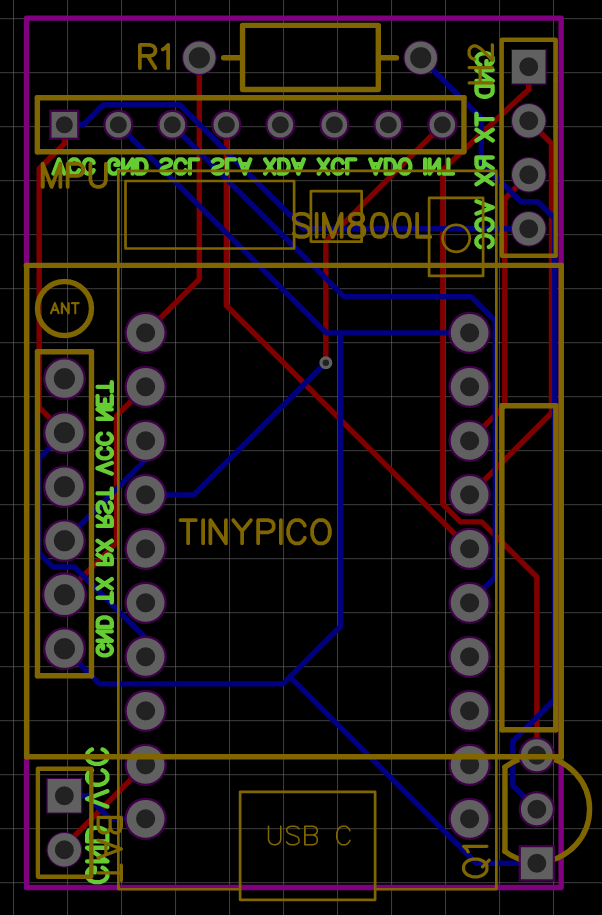 R1
VCC GND SCL SDA XDA XCL ADO INT
MPU
GND TX RX VCC
SIM800L
ANT
GND TX RX RST VCC NET
TINYPICO
GND VCC
BAT
USB C
Q1